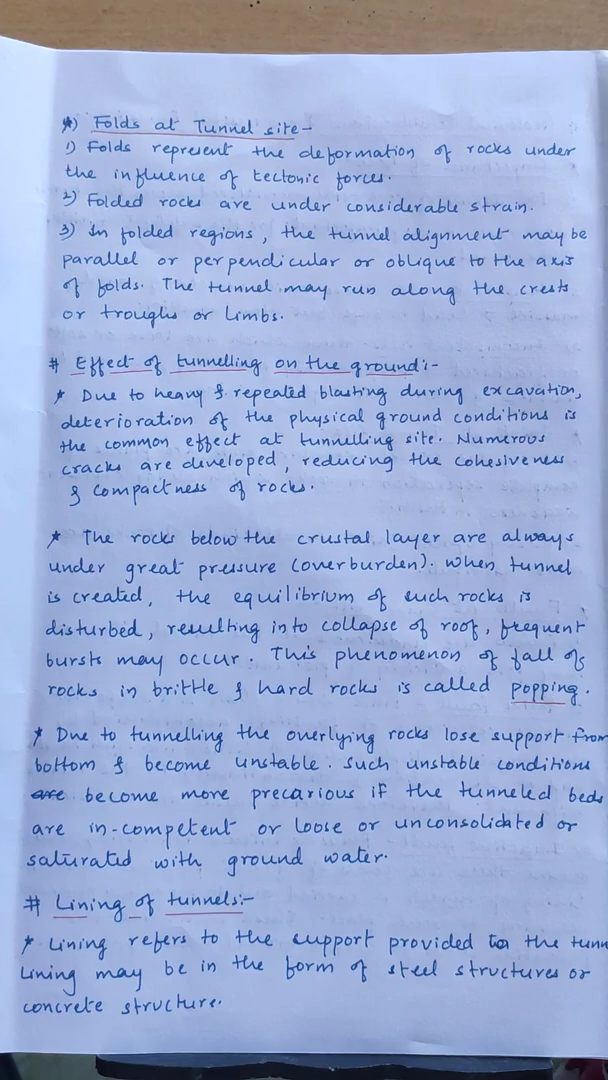 *) Folds at Tunnel site-
1) Folds represent the deformation of rocks under
the influence of tectonic forces.
2) Folded rocks are under considerable strain.
3) In folded regions, the tunnel alignment may be
parallel or perpendicular or oblique to the axis
of folds. The tunnel may run along the crests
or troughs or limbs.
# Effect of tunnelling on the ground:-
* Due to heavy & repeated blasting during excavation,
deterioration of the physical ground conditions is
the common effect at tunnelling site. Numerous
cracks are developed, reducing the cohesiveness
& compactness of rocks.
* The rocks below the crustal layer are always
under great pressure (overburden). When tunnel
is created, the equilibrium of such rocks is
disturbed, resulting into collapse of roof, frequent
bursts may occur. This phenomenon of fall of
rocks in brittle & hard rocks is called popping.
* Due to tunnelling the overlying rocks lose support from
bottom & become unstable. Such unstable conditions
are become more precarious if the tunneled beds
are in-competent or loose or unconsolidated or
saturated with ground water.
# Lining of tunnels:-
* Lining refers to the support provided to the tunn
Lining may be in the form of steel structures or
concrete structure.